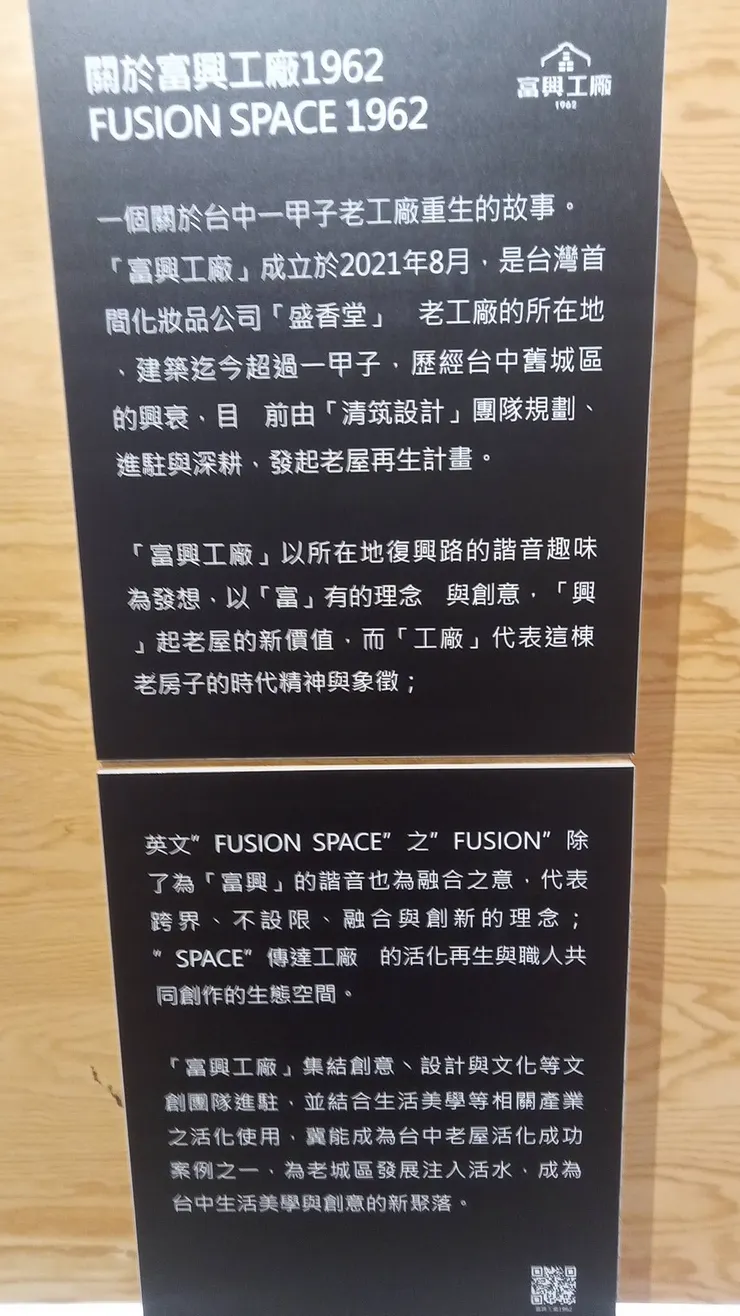 關於富興工廠1962
FUSION SPACE 1962
富興工廠
1962
一個關於台中一甲子老工廠重生的故事。
「富興工廠」成立於2021年8月，是台灣首
間化妝品公司「盛香堂」 老工廠的所在地
，建築迄今超過一甲子，歷經台中舊城區
的興衰，目 前由「清筑設計」團隊規劃、
進駐與深耕，發起老屋再生計畫。
「富興工廠」以所在地復興路的諧音趣味
為發想，以「富」有的理念 與創意，「興
」起老屋的新價值，而「工廠」代表這棟
老房子的時代精神與象徵；
英文" FUSION SPACE" 之" FUSION" 除
了為「富興」的諧音也為融合之意，代表
跨界、不設限、融合與創新的理念；
" SPACE" 傳達工廠 的活化再生與職人共
同創作的生態空間。
「富興工廠」集結創意、設計與文化等文
創團隊進駐，並結合生活美學等相關產業
之活化使用，冀能成為台中老屋活化成功
案例之一，為老城區發展注入活水，成為
台中生活美學與創意的新聚落。
富興工廠1962